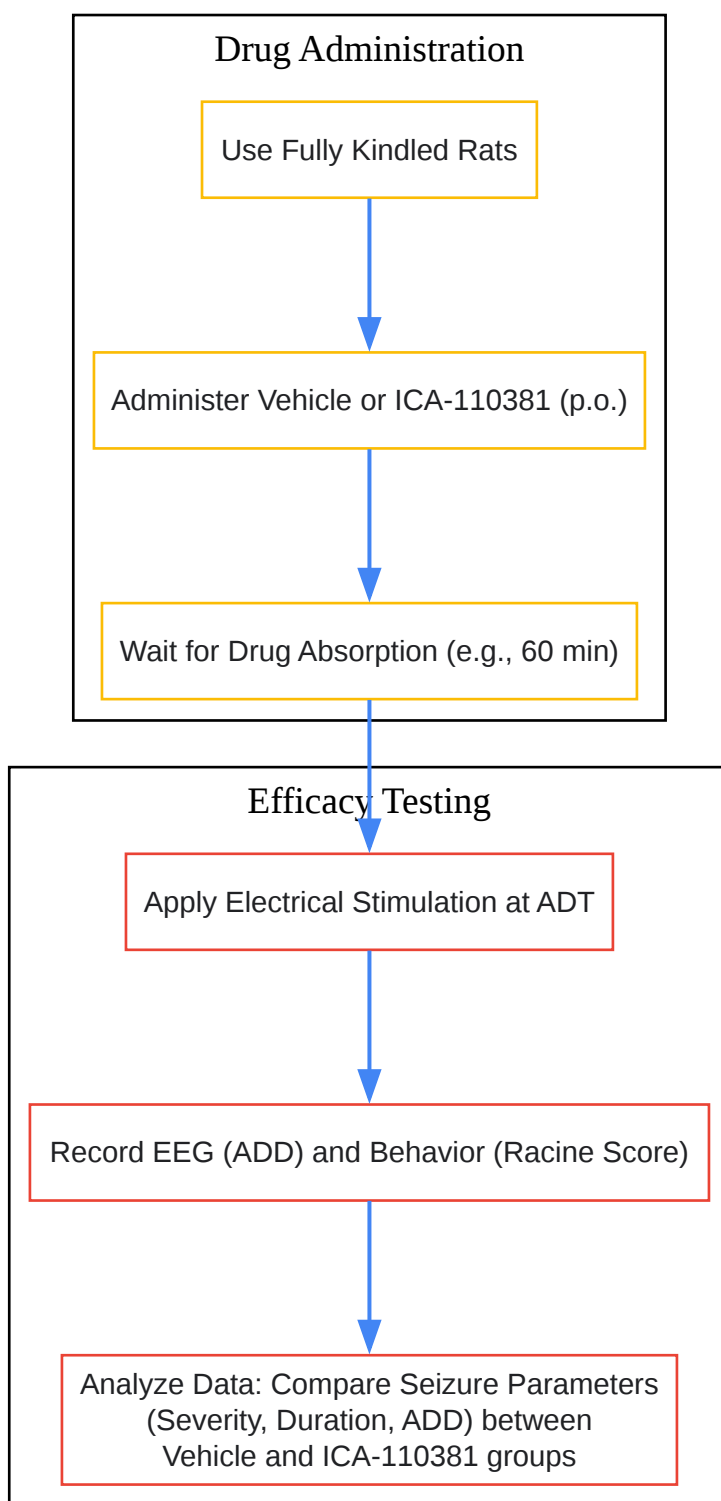 Drug Administration
Use Fully Kindled Rats
Administer Vehicle or ICA-110381 (p.o.)
Wait for Drug Absorption (e.g., 60 min)
Efficacy Testing
Apply Electrical Stimulation at ADT
Record EEG (ADD) and Behavior (Racine Score)
Analyze Data: Compare Seizure Parameters
(Severity, Duration, ADD) between
Vehicle and ICA-110381 groups